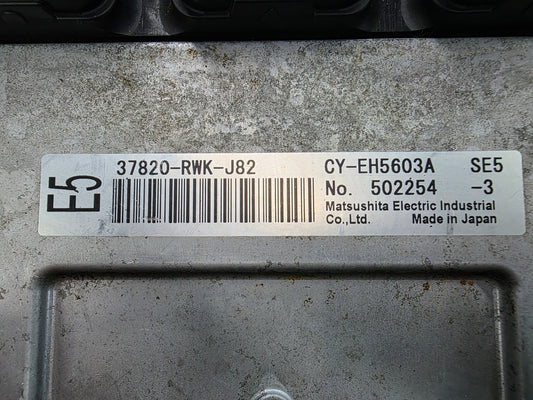 E5
37820-RWK-J82 CY-EH5603A SE5
No. 502254 -3
Matsushita Electric Industrial
Co.,Ltd. Made in Japan